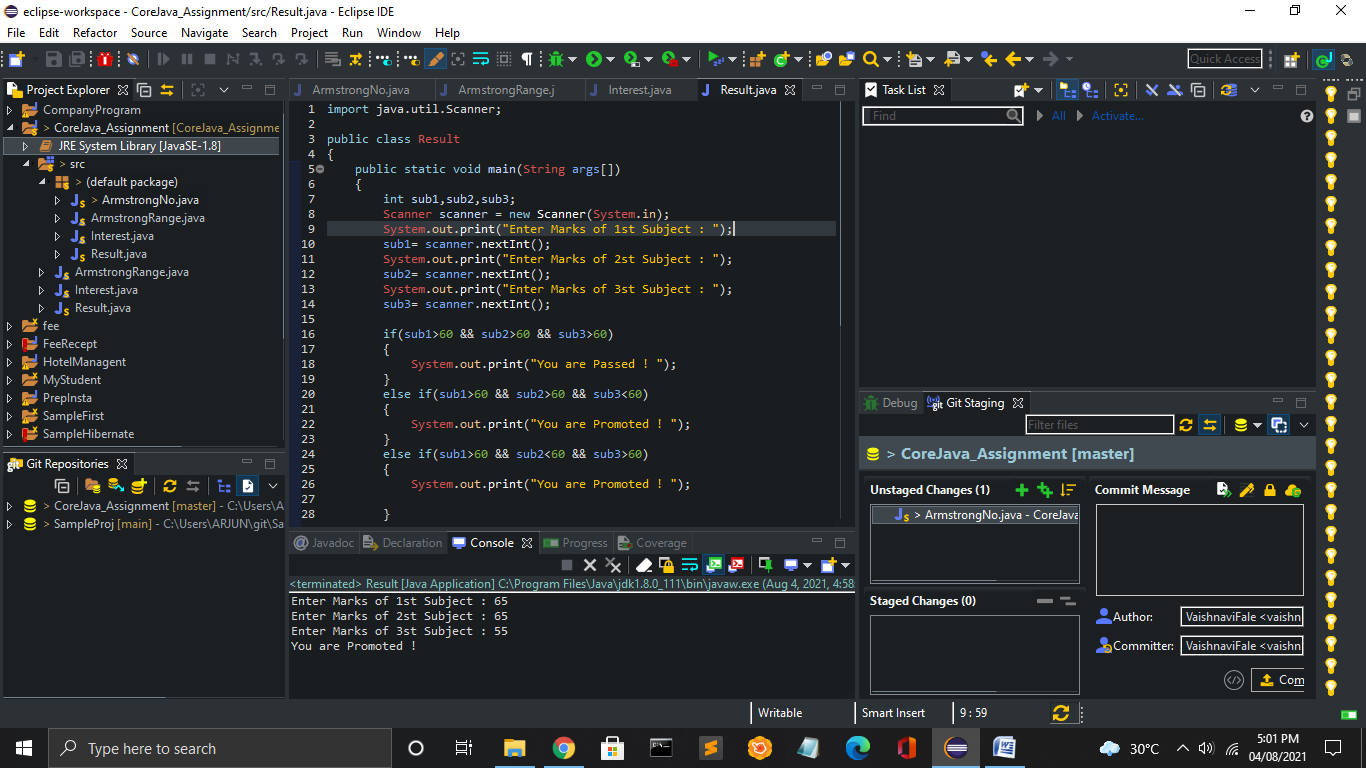 eclipse-workspace - CoreJava_Assignment/src/Result.java - Eclipse IDE
File Edit Refactor Source Navigate Search Project Run Window Help
Quick Access
Project Explorer
CompanyProgram
> CoreJava_Assignment [CoreJava_Assignme
JRE System Library [JavaSE-1.8]
> src
> (default package)
> ArmstrongNo.java
ArmstrongRange.java
Interest.java
Result.java
ArmstrongRange.java
Interest.java
Result.java
fee
FeeRecept
HotelManagent
MyStudent
PrepInsta
SampleFirst
SampleHibernate
git Git Repositories
> CoreJava_Assignment [master] - C:\Users\A
> SampleProj [main] - C:\Users\ARJUN\git\Sa
ArmstrongNo.java
ArmstrongRange.j
Interest.java
Result.java
1 import java.util.Scanner;
2
3 public class Result
4 {
5 public static void main(String args[])
6 {
7 int sub1,sub2,sub3;
8 Scanner scanner = new Scanner(System.in);
9 System.out.print("Enter Marks of 1st Subject : ");
10 sub1= scanner.nextInt();
11 System.out.print("Enter Marks of 2st Subject : ");
12 sub2= scanner.nextInt();
13 System.out.print("Enter Marks of 3st Subject : ");
14 sub3= scanner.nextInt();
15
16 if(sub1>60 && sub2>60 && sub3>60)
17 {
18 System.out.print("You are Passed ! ");
19 }
20 else if(sub1>60 && sub2>60 && sub3<60)
21 {
22 System.out.print("You are Promoted ! ");
23 }
24 else if(sub1>60 && sub2<60 && sub3>60)
25 {
26 System.out.print("You are Promoted ! ");
27
28 }
@ Javadoc Declaration Console Progress Coverage
<terminated> Result [Java Application] C:\Program Files\Java\jdk1.8.0_111\bin\javaw.exe (Aug 4, 2021, 4:58
Enter Marks of 1st Subject : 65
Enter Marks of 2st Subject : 65
Enter Marks of 3st Subject : 55
You are Promoted !
Task List
Find
All
Activate...
Debug
git Git Staging
Filter files
> CoreJava_Assignment [master]
Unstaged Changes (1)
> ArmstrongNo.java - CoreJava
Staged Changes (0)
Commit Message
Author: VaishnaviFale <vaishn
Committer: VaishnaviFale <vaishn
Com
Writable
Smart Insert
9 : 59
Type here to search
30°C
5:01 PM
04/08/2021